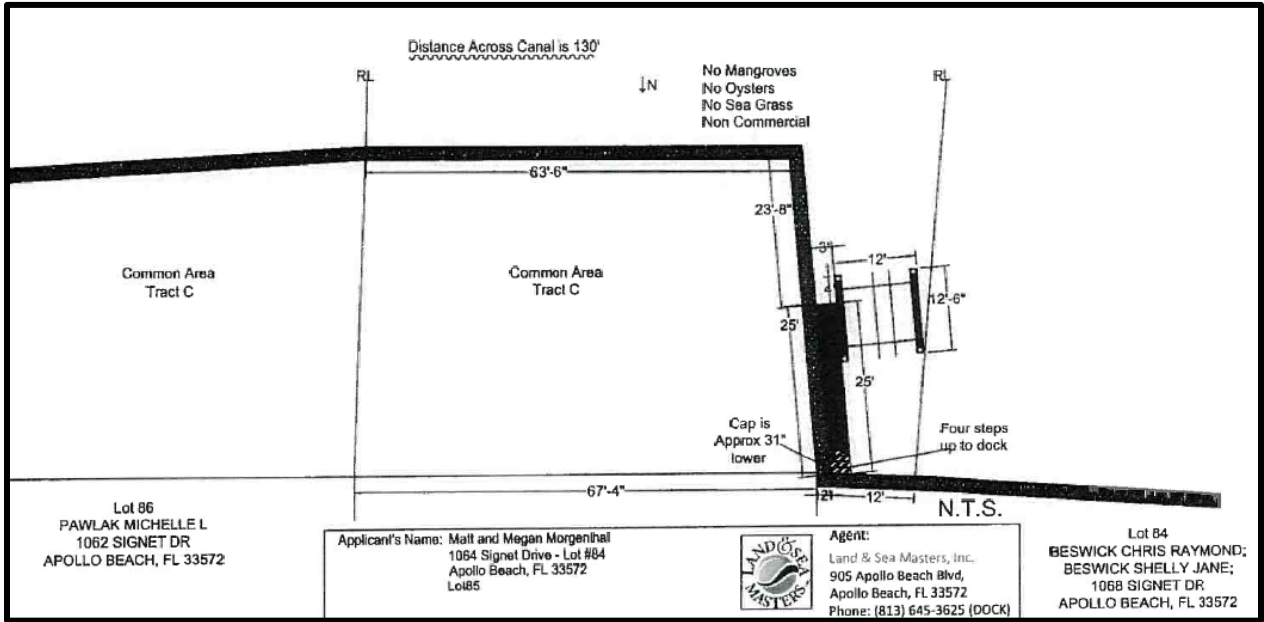 Distance Across Canal is 130'
RL
↓N
No Mangroves
No Oysters
No Sea Grass
Non Commercial
RL
63'-6"
23'-8"
3"
12'
12'-6"
4
Common Area
Tract C
Common Area
Tract C
25'
25'
Cap is
Approx 31"
lower
Four steps
up to dock
67'-4"
2'
12'
N.T.S.
Lot 86
PAWLAK MICHELLE L
1062 SIGNET DR
APOLLO BEACH, FL 33572
Applicant's Name: Matt and Megan Morgenthal
1064 Signet Drive - Lot #84
Apollo Beach, FL 33572
Lot85
LAND & SEA
MASTERS
Agent:
Land & Sea Masters, Inc.
905 Apollo Beach Blvd,
Apollo Beach, FL 33572
Phone: (813) 645-3625 (DOCK)
Lot 84
BESWICK CHRIS RAYMOND;
BESWICK SHELLY JANE;
1068 SIGNET DR
APOLLO BEACH, FL 33572